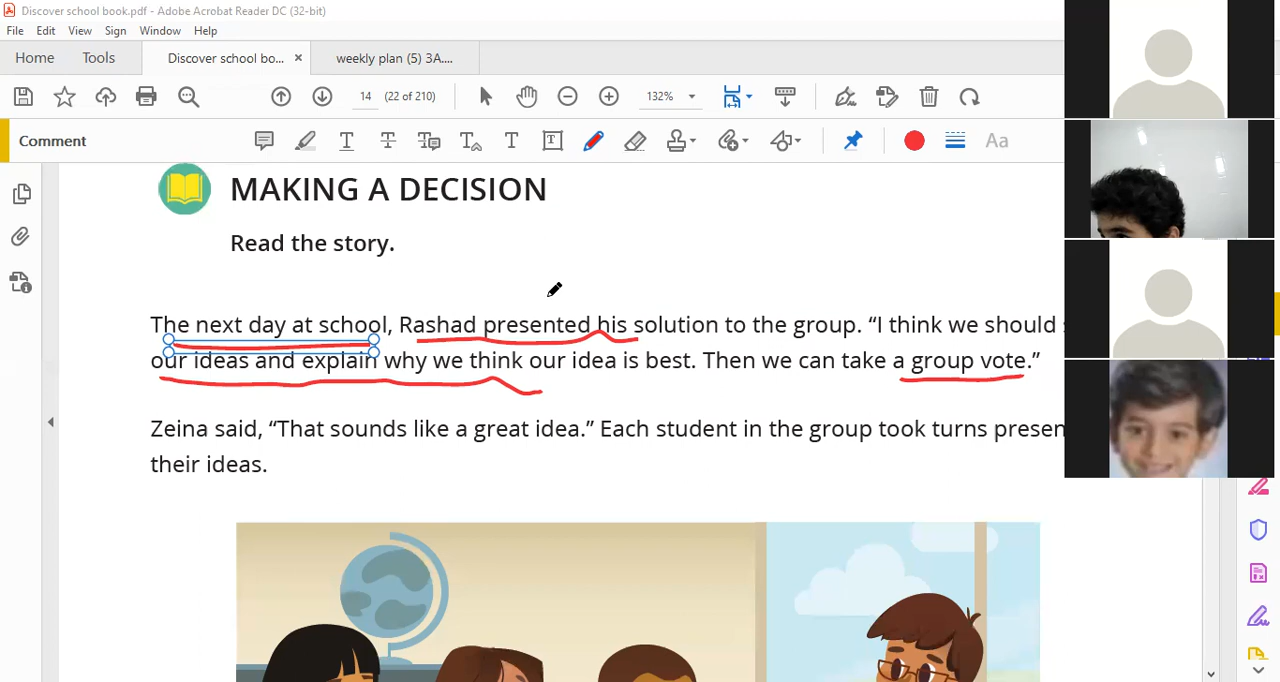 Discover school book.pdf - Adobe Acrobat Reader DC (32-bit)
File Edit View Sign Window Help
Home Tools Discover school bo... × weekly plan (5) 3A....
14 (22 of 210) 132%
Comment
Aa
MAKING A DECISION
Read the story.
The next day at school, Rashad presented his solution to the group. “I think we should
our ideas and explain why we think our idea is best. Then we can take a group vote.”
Zeina said, “That sounds like a great idea.” Each student in the group took turns presen
their ideas.